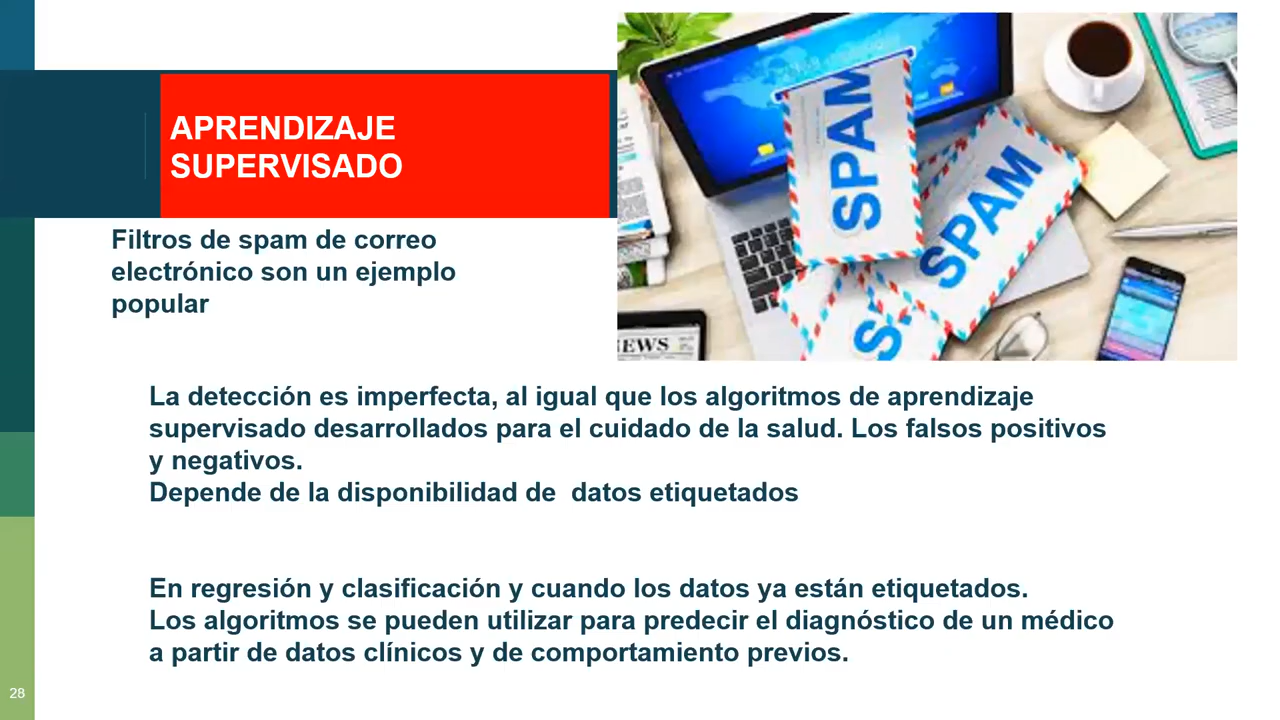 APRENDIZAJE
SUPERVISADO
SPAM
SPAM
Filtros de spam de correo
electrónico son un ejemplo
popular
NEWS
La detección es imperfecta, al igual que los algoritmos de aprendizaje
supervisado desarrollados para el cuidado de la salud. Los falsos positivos
y negativos.
Depende de la disponibilidad de  datos etiquetados
En regresión y clasificación y cuando los datos ya están etiquetados.
Los algoritmos se pueden utilizar para predecir el diagnóstico de un médico
a partir de datos clínicos y de comportamiento previos.
28